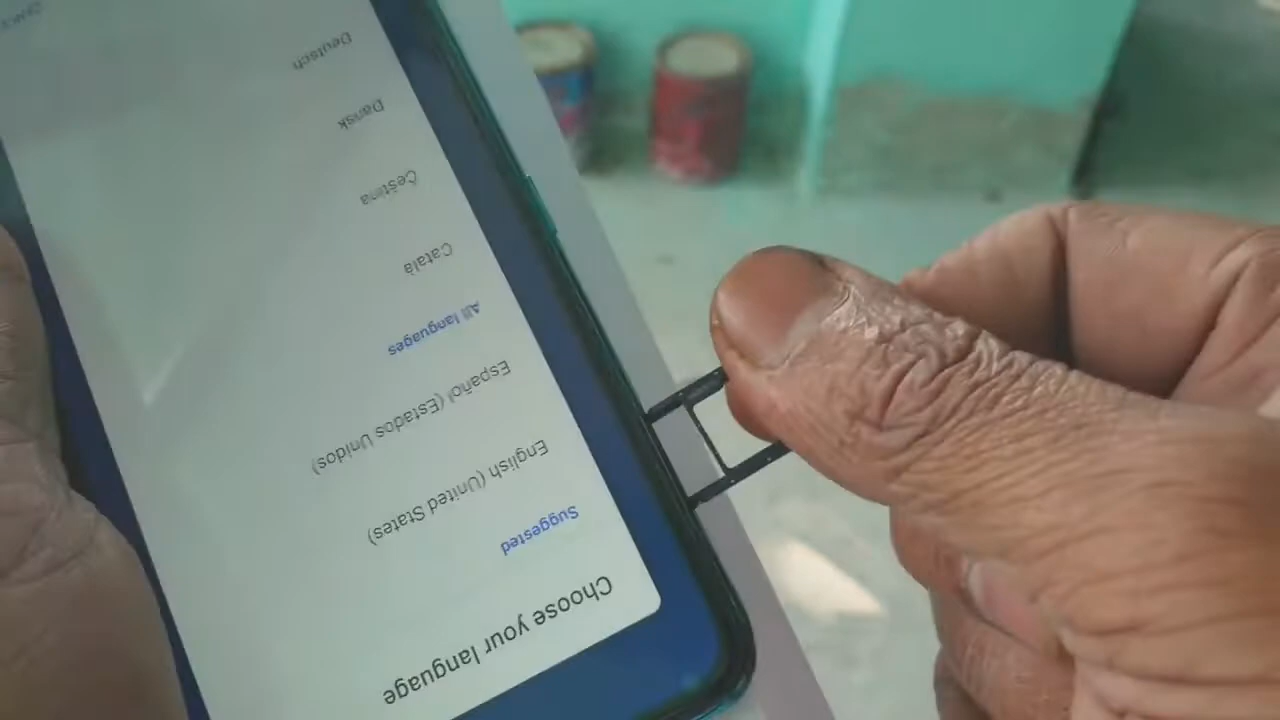 Choose your language
Suggested
English (United States)
Español (Estados Unidos)
All languages
Català
Čeština
Dansk
Deutsch